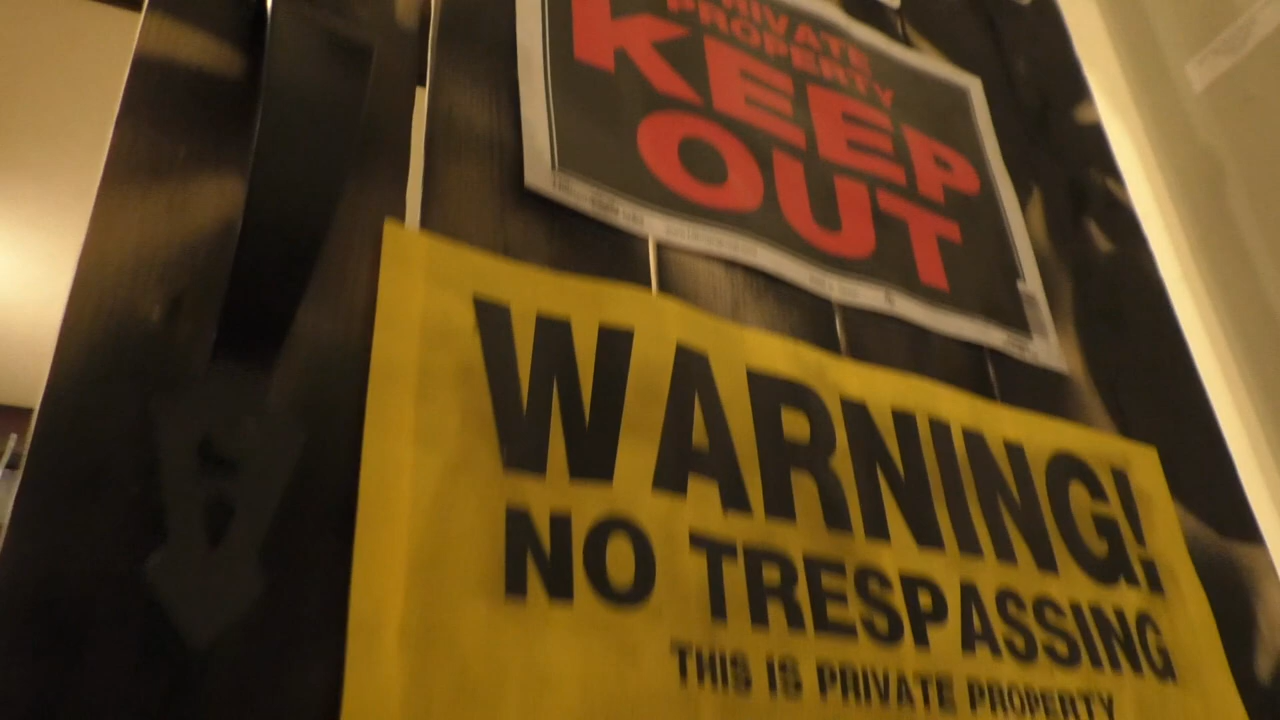 PRIVATE
PROPERTY
KEEP
OUT
WARNING!
NO TRESPASSING
THIS IS PRIVATE PROPERTY